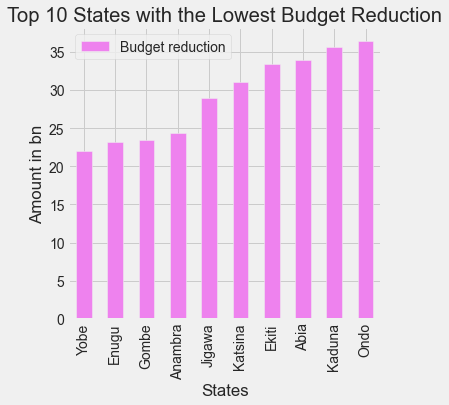 Top 10 States with the Lowest Budget Reduction
Budget reduction
Amount in bn
35
30
25
20
15
10
5
0
Yobe
Enugu
Gombe
Anambra
Jigawa
Katsina
Ekiti
Abia
Kaduna
Ondo
States